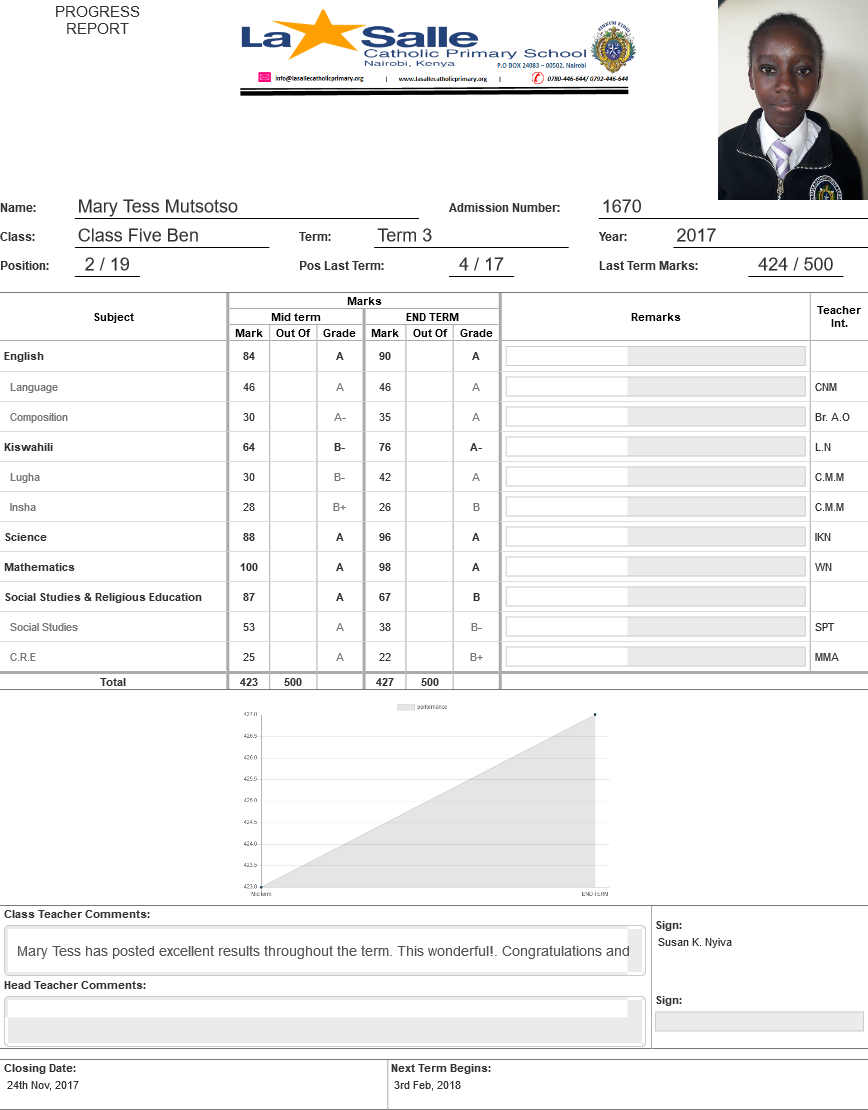 PROGRESS
REPORT
La Salle
Catholic Primary School
Nairobi, Kenya
P.O BOX 24083 – 00502, Nairobi
info@lasallecatholicprimary.org | www.lasallecatholicprimary.org | 0780-446-644/ 0792-446-644
Name: Mary Tess Mutsotso Admission Number: 1670
Class: Class Five Ben Term: Term 3 Year: 2017
Position: 2 / 19 Pos Last Term: 4 / 17 Last Term Marks: 424 / 500
Subject Marks Remarks Teacher Int.
Mid term END TERM
Mark Out Of Grade Mark Out Of Grade
English 84 A 90 A
Language 46 A 46 A CNM
Composition 30 A- 35 A Br. A.O
Kiswahili 64 B- 76 A- L.N
Lugha 30 B- 42 A C.M.M
Insha 28 B+ 26 B C.M.M
Science 88 A 96 A IKN
Mathematics 100 A 98 A WN
Social Studies & Religious Education 87 A 67 B
Social Studies 53 A 38 B- SPT
C.R.E 25 A 22 B+ MMA
Total 423 500 427 500
performance
427.0
426.5
426.0
425.5
425.0
424.5
424.0
423.5
423.0
Mid term END TERM
Class Teacher Comments:
Mary Tess has posted excellent results throughout the term. This wonderful!. Congratulations and
Sign:
Susan K. Nyiva
Head Teacher Comments:
Sign:
Closing Date: Next Term Begins:
24th Nov, 2017 3rd Feb, 2018